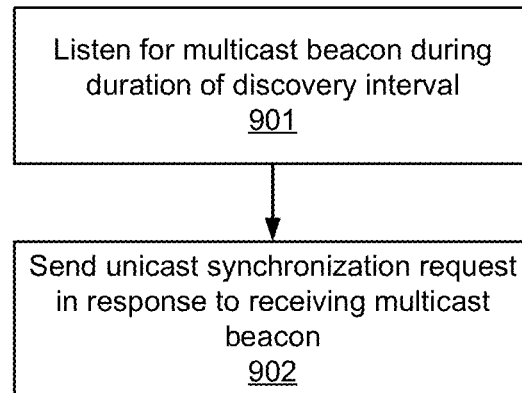 Listen for multicast beacon during
duration of discovery interval
901
Send unicast synchronization request
in response to receiving multicast
beacon
902